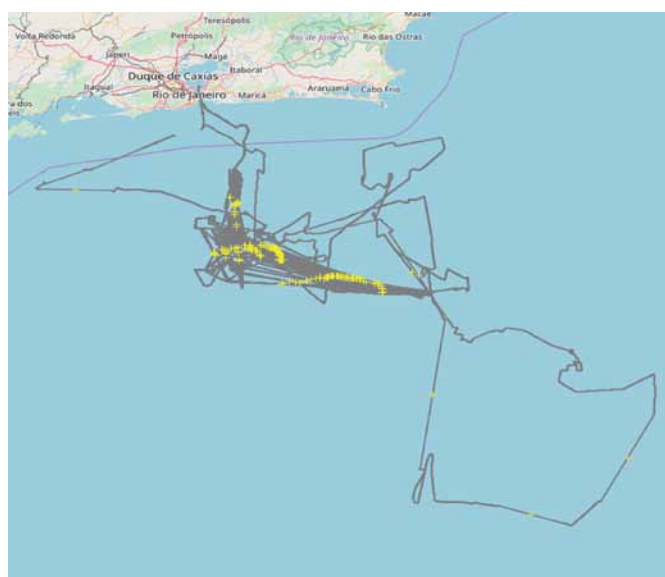 Macaé
Teresópolis
Volta Redonda
Petrópolis
Rio de Janeiro
Rio das Ostras
Japeri
Magé
Duque de Caxias
Itaboraí
Itaguaí
Araruama
Cabo Frio
Rio de Janeiro
Maricá
dos